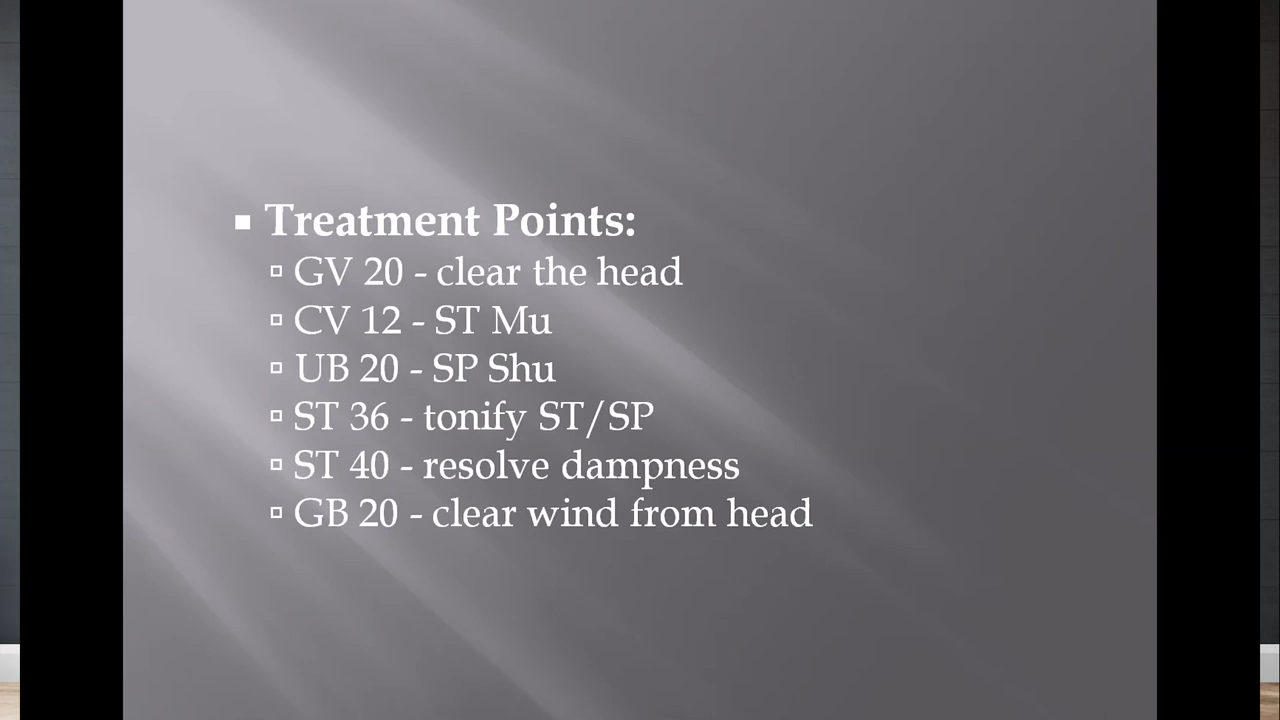 Treatment Points:
GV 20 - clear the head
CV 12 - ST Mu
UB 20 - SP Shu
ST 36 - tonify ST/SP
ST 40 - resolve dampness
GB 20 - clear wind from head